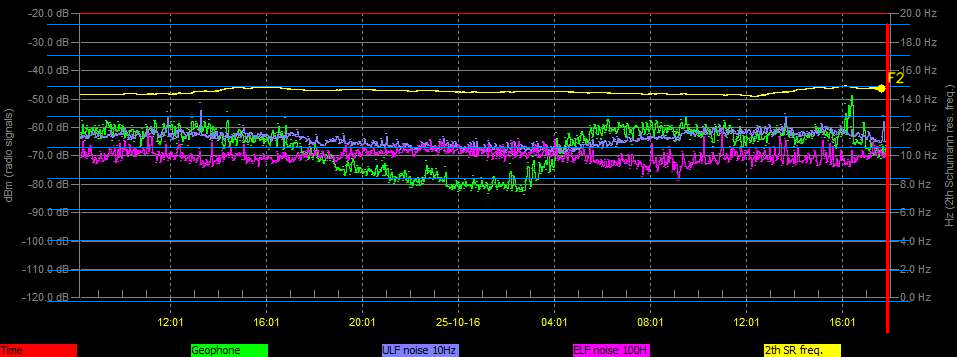 -20.0 dB 20.0 Hz
-30.0 dB 18.0 Hz
-40.0 dB 16.0 Hz
F2
-50.0 dB 14.0 Hz
-60.0 dB 12.0 Hz
-70.0 dB 10.0 Hz
-80.0 dB 8.0 Hz
-90.0 dB 6.0 Hz
-100.0 dB 4.0 Hz
-110.0 dB 2.0 Hz
-120.0 dB 0.0 Hz
dBm (radio signals)
Hz (2th Schumann res. freq.)
12:01 16:01 20:01 25-10-16 04:01 08:01 12:01 16:01
Time Geophone ULF noise 10Hz ELF noise 100H 2th SR freq.